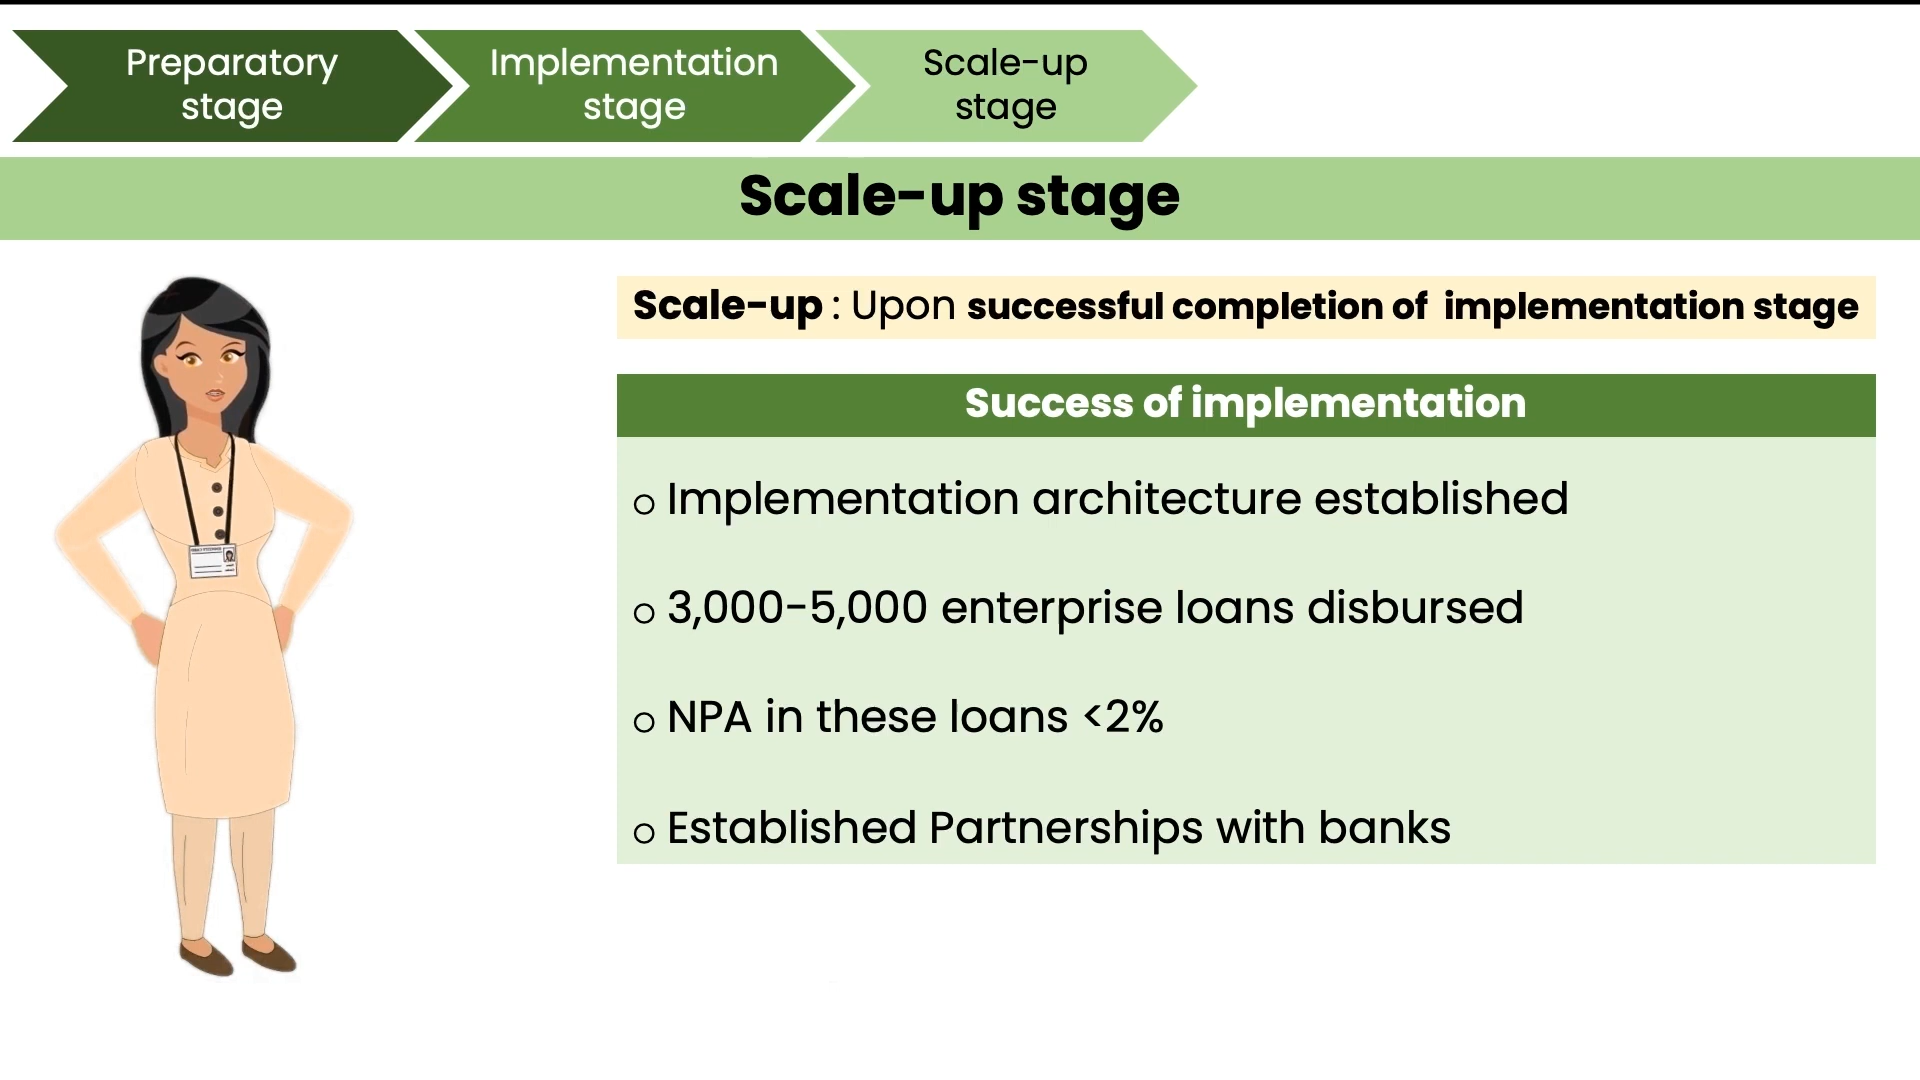 Preparatory
stage
Implementation
stage
Scale-up
stage
Scale-up stage
Scale-up : Upon successful completion of implementation stage
Success of implementation
o Implementation architecture established
o 3,000-5,000 enterprise loans disbursed
o NPA in these loans <2%
o Established Partnerships with banks